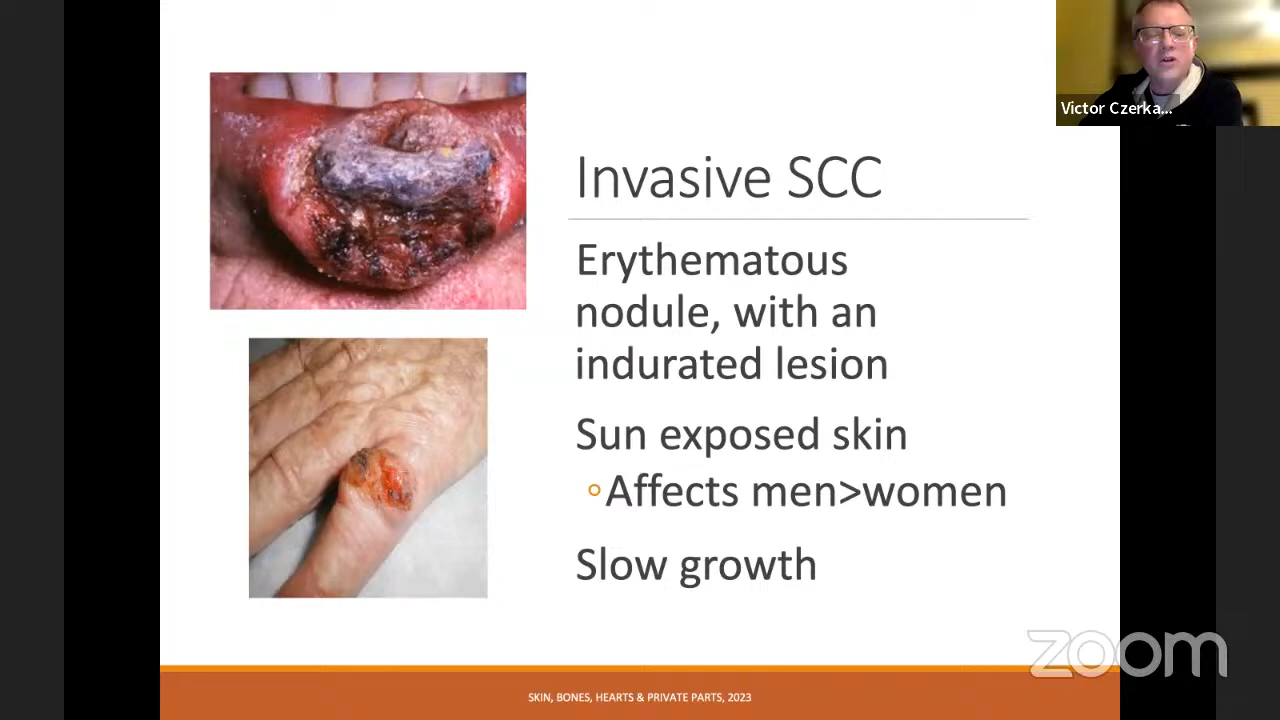 Victor Czerka...
Invasive SCC
Erythematous
nodule, with an
indurated lesion
Sun exposed skin
Affects men>women
Slow growth
zoom
SKIN, BONES, HEARTS & PRIVATE PARTS, 2023